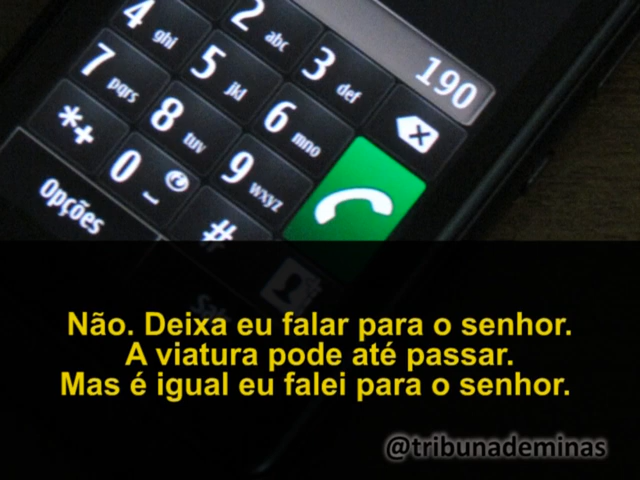 190
4 ghi
2 abc
7 pqrs
5 jkl
3 def
*+
8 tuv
6 mno
0
9 wxyz
#
Opções
Não. Deixa eu falar para o senhor.
A viatura pode até passar.
Mas é igual eu falei para o senhor.
@tribunademinas